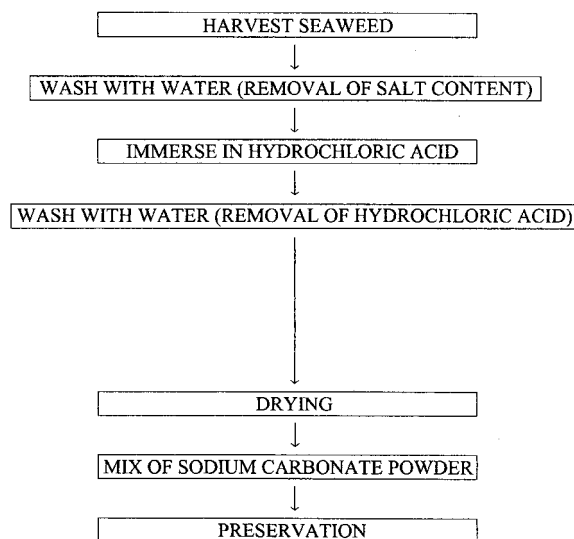 HARVEST SEAWEED
WASH WITH WATER (REMOVAL OF SALT CONTENT)
IMMERSE IN HYDROCHLORIC ACID
WASH WITH WATER (REMOVAL OF HYDROCHLORIC ACID)
DRYING
MIX OF SODIUM CARBONATE POWDER
PRESERVATION